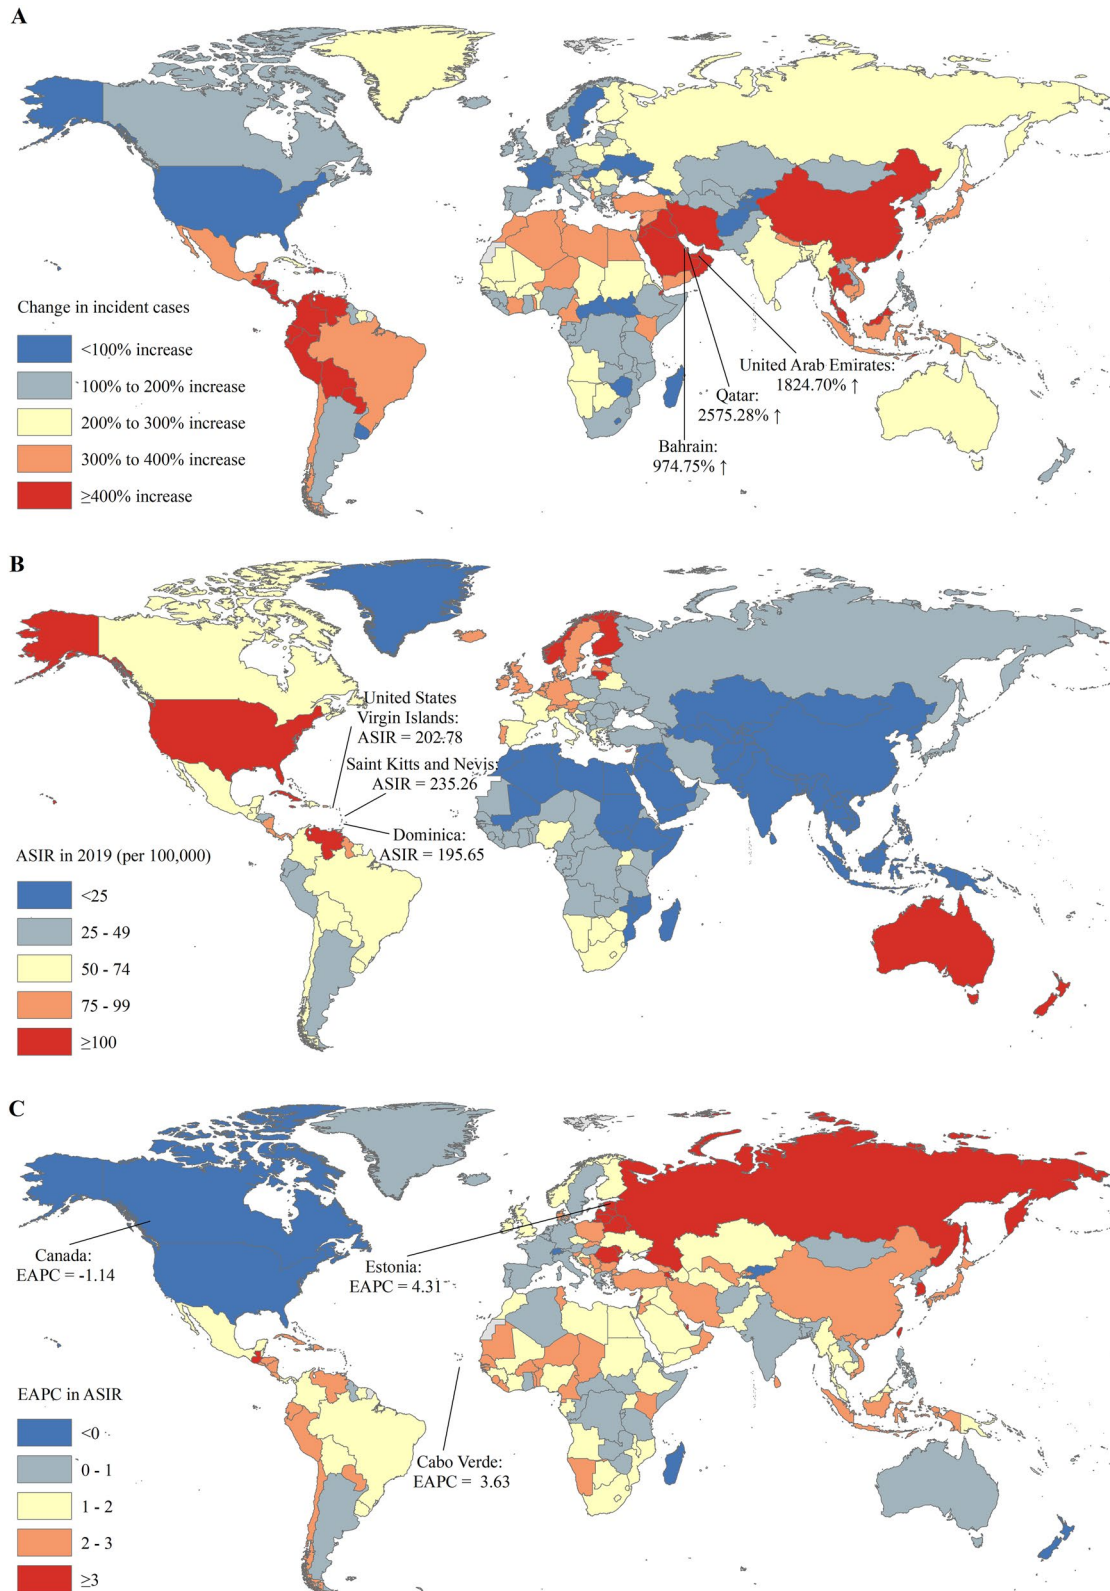 A
Change in incident cases
<100% increase
100% to 200% increase
200% to 300% increase
300% to 400% increase
≥400% increase
United Arab Emirates:
1824.70% ↑
Qatar:
2575.28% ↑
Bahrain:
974.75% ↑
B
United States
Virgin Islands:
ASIR = 202.78
Saint Kitts and Nevis:
ASIR = 235.26
Dominica:
ASIR = 195.65
ASIR in 2019 (per 100,000)
<25
25 - 49
50 - 74
75 - 99
≥100
C
Canada:
EAPC = -1.14
Estonia:
EAPC = 4.31
Cabo Verde:
EAPC = 3.63
EAPC in ASIR
<0
0 - 1
1 - 2
2 - 3
≥3